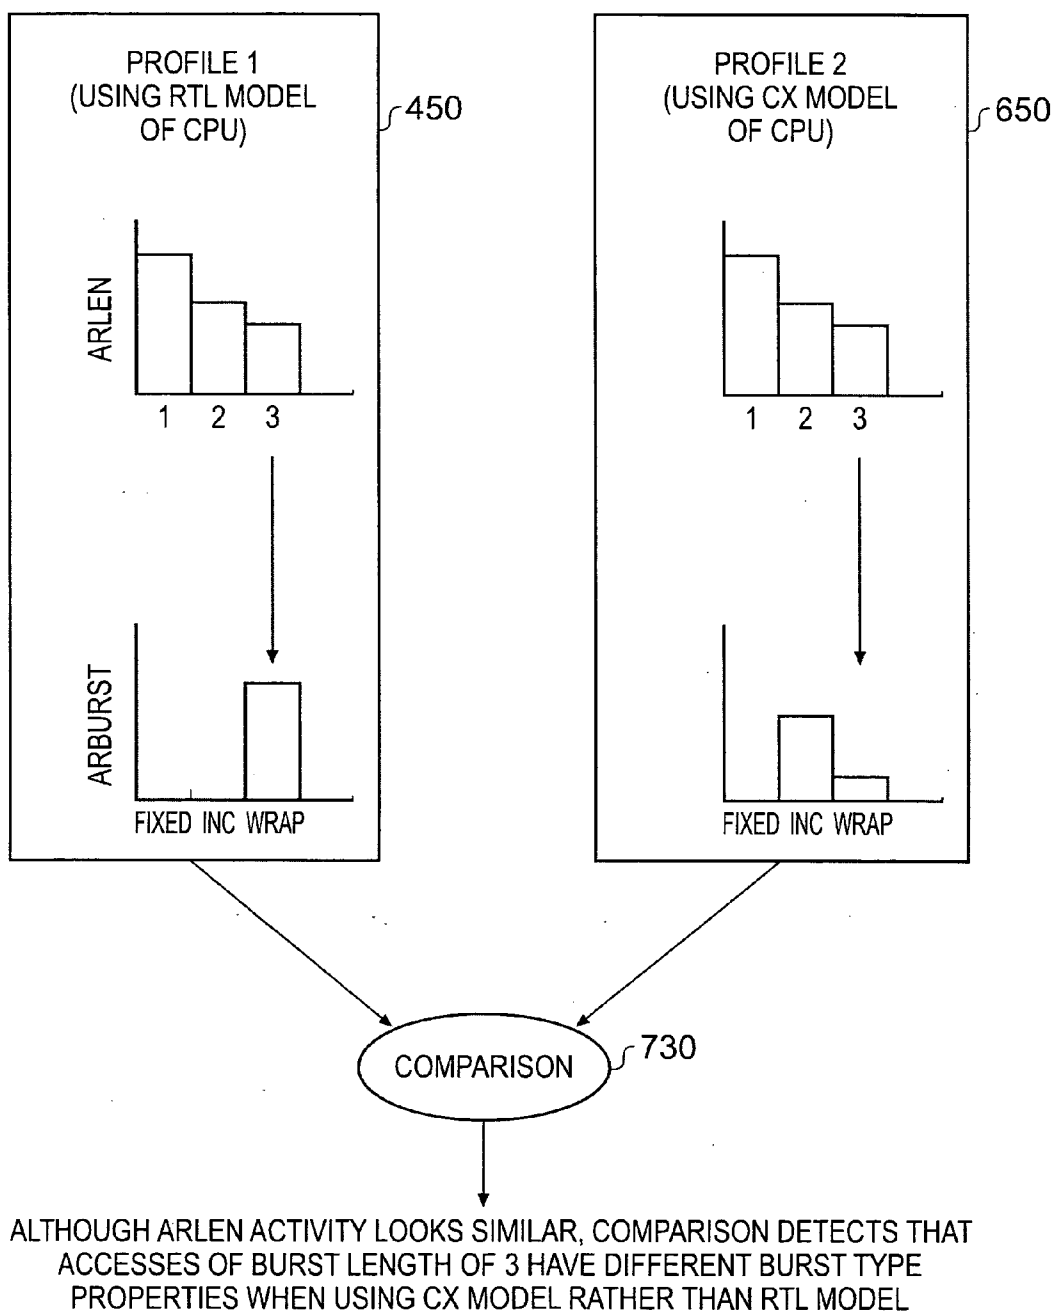 PROFILE 1
(USING RTL MODEL
OF CPU)
450
ARLEN
1 2 3
ARBURST
FIXED INC WRAP
PROFILE 2
(USING CX MODEL
OF CPU)
650
1 2 3
FIXED INC WRAP
COMPARISON
730
ALTHOUGH ARLEN ACTIVITY LOOKS SIMILAR, COMPARISON DETECTS THAT
ACCESSES OF BURST LENGTH OF 3 HAVE DIFFERENT BURST TYPE
PROPERTIES WHEN USING CX MODEL RATHER THAN RTL MODEL